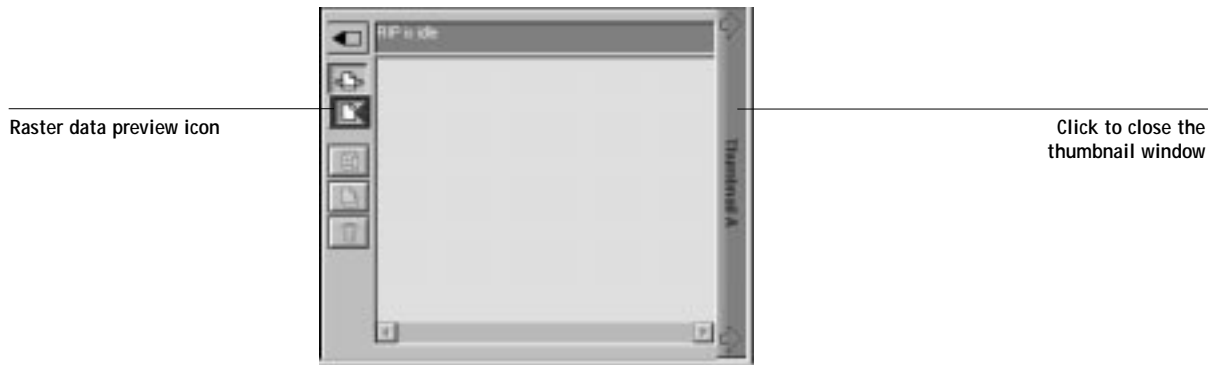 RIP is idle
Raster data preview icon
Click to close the
thumbnail window
Thumbnail A